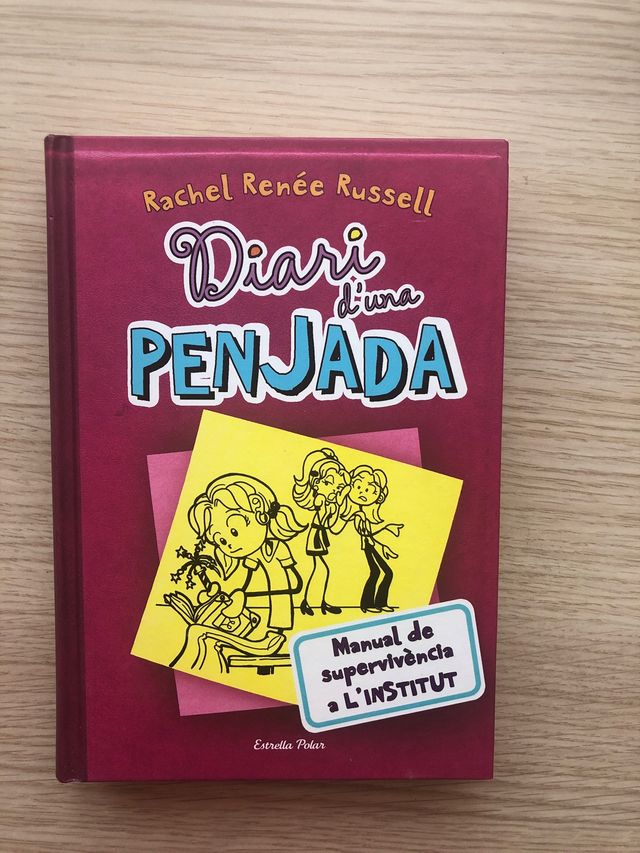 Rachel Renée Russell
Diari
d'una
PENJADA
Manual de
supervivència
a L'INSTITUT
Estrella Polar